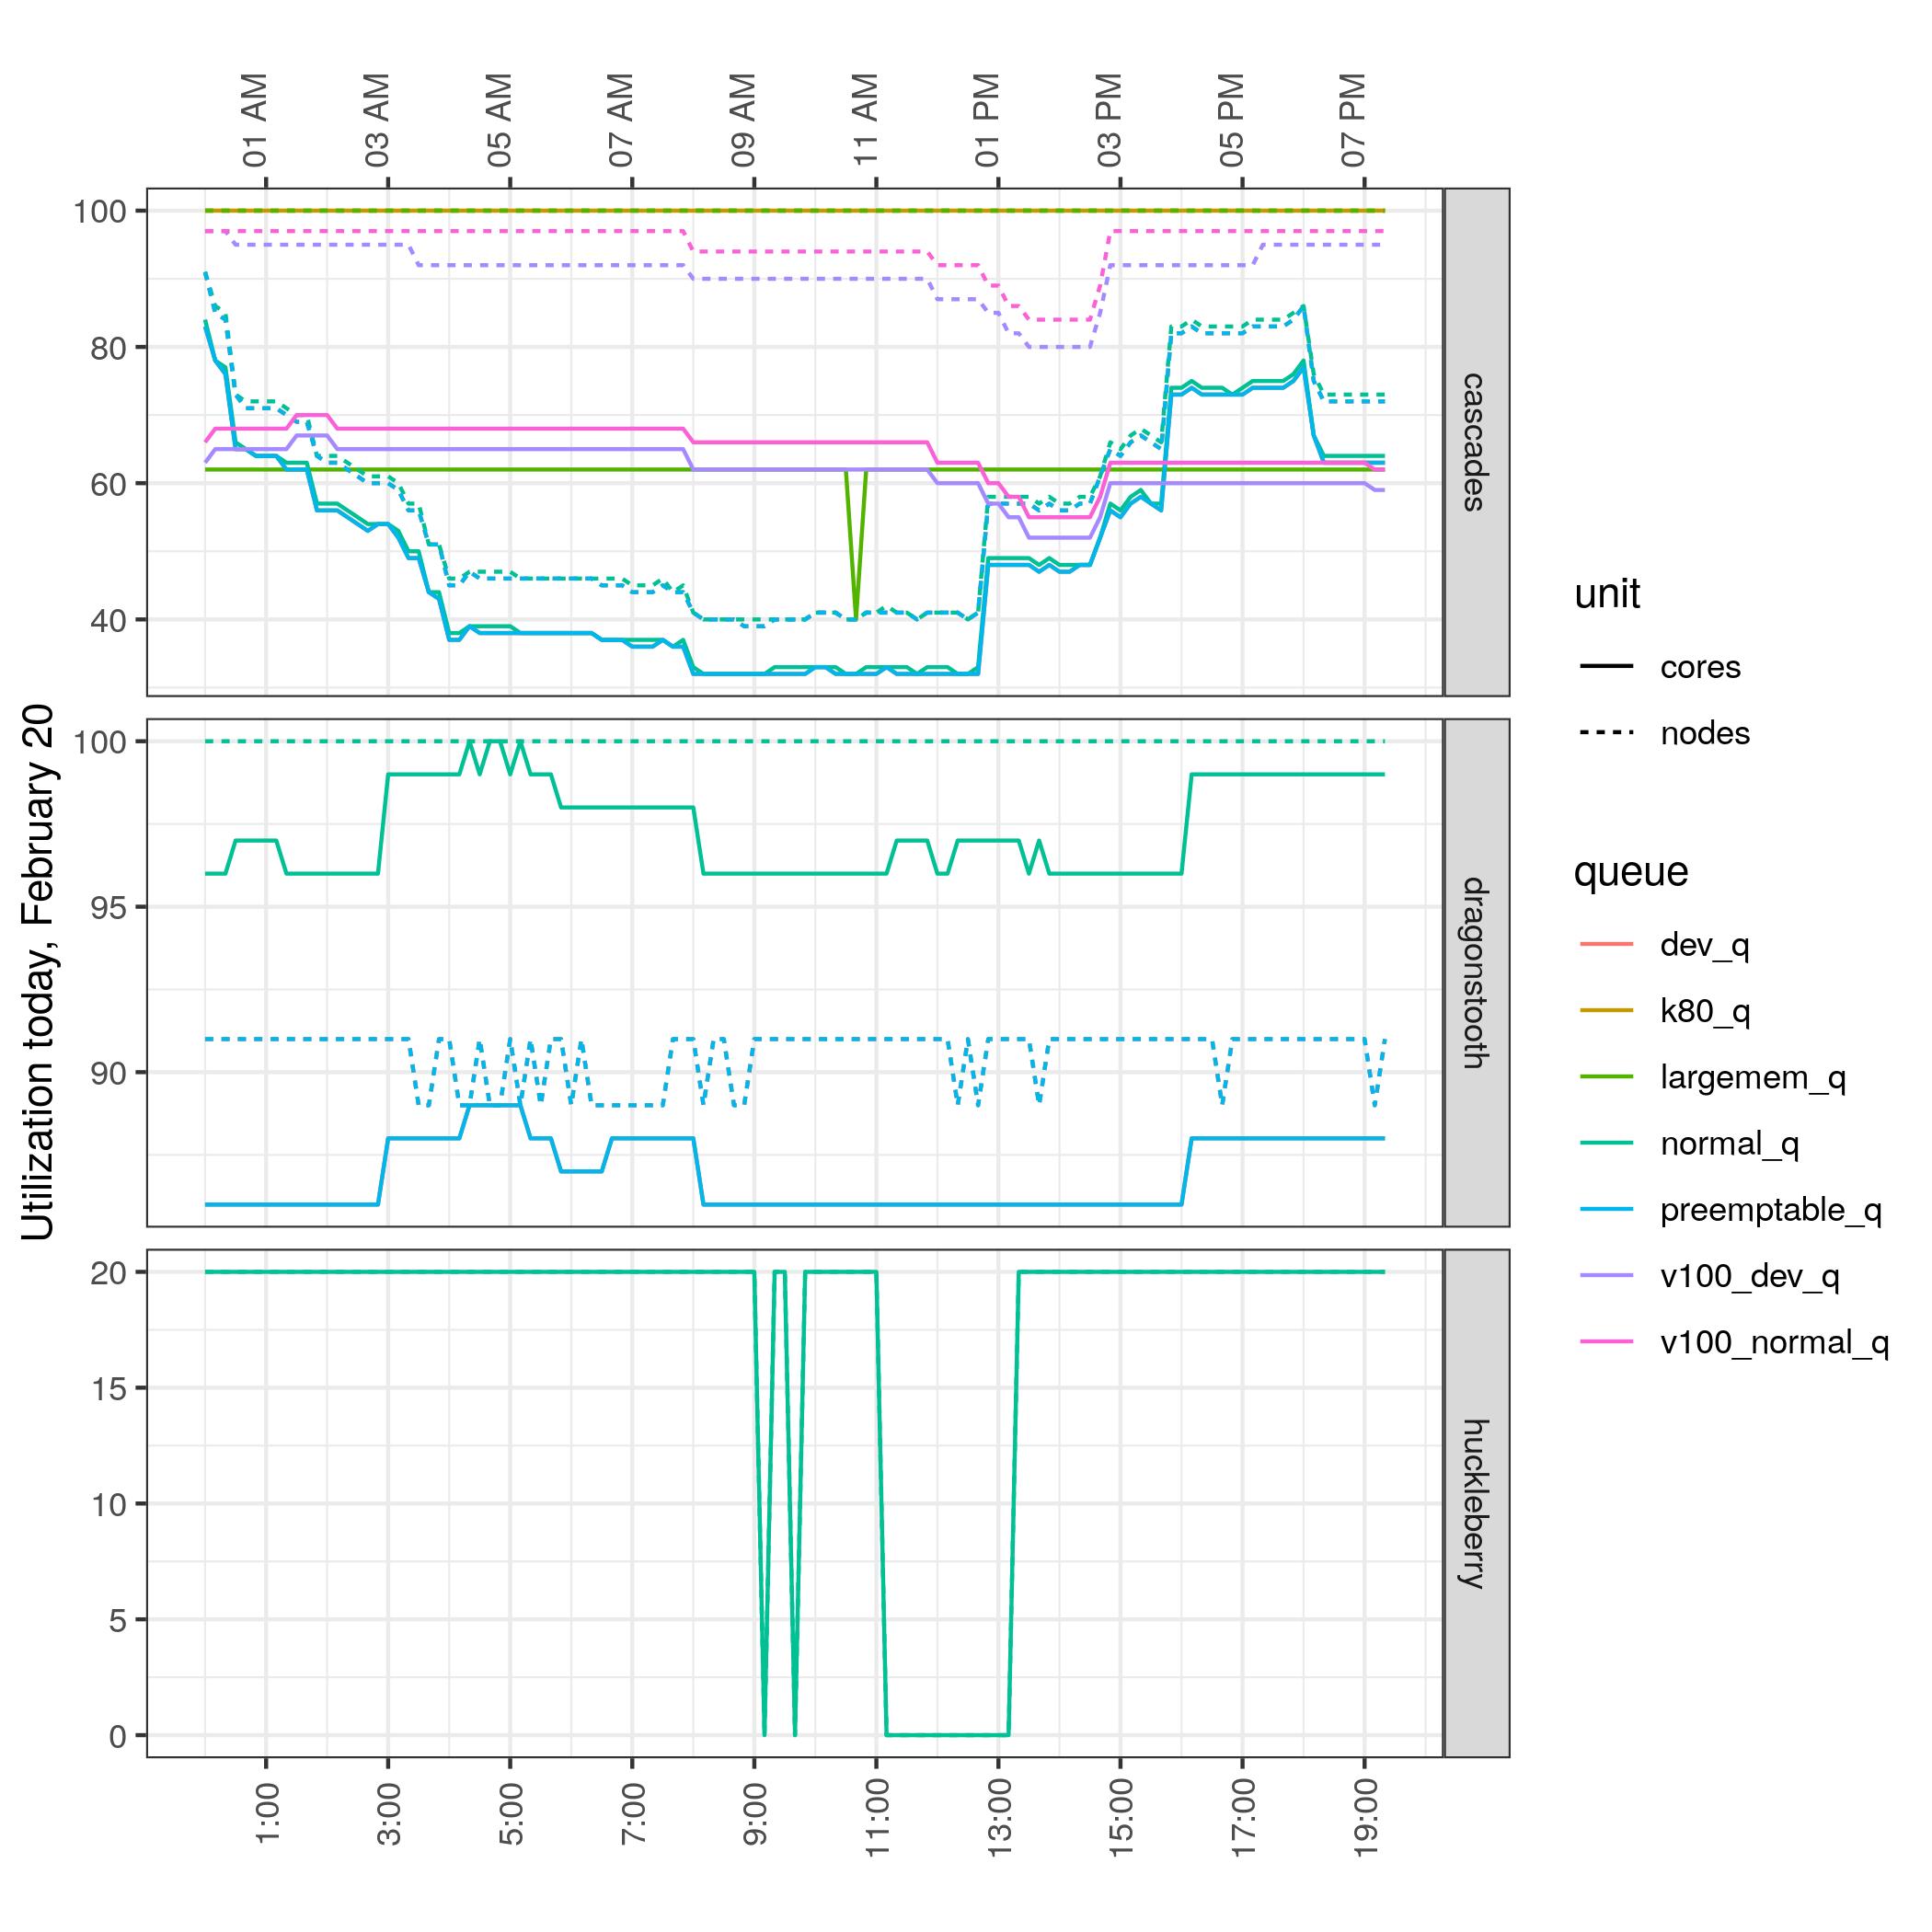 01 AM
03 AM
05 AM
07 AM
09 AM
11 AM
01 PM
03 PM
05 PM
07 PM
Utilization today, February 20
100
80
60
40
cascades
100
95
90
dragonstooth
20
15
10
5
0
huckleberry
1:00
3:00
5:00
7:00
9:00
11:00
13:00
15:00
17:00
19:00
unit
cores
nodes
queue
dev_q
k80_q
largemem_q
normal_q
preemptable_q
v100_dev_q
v100_normal_q